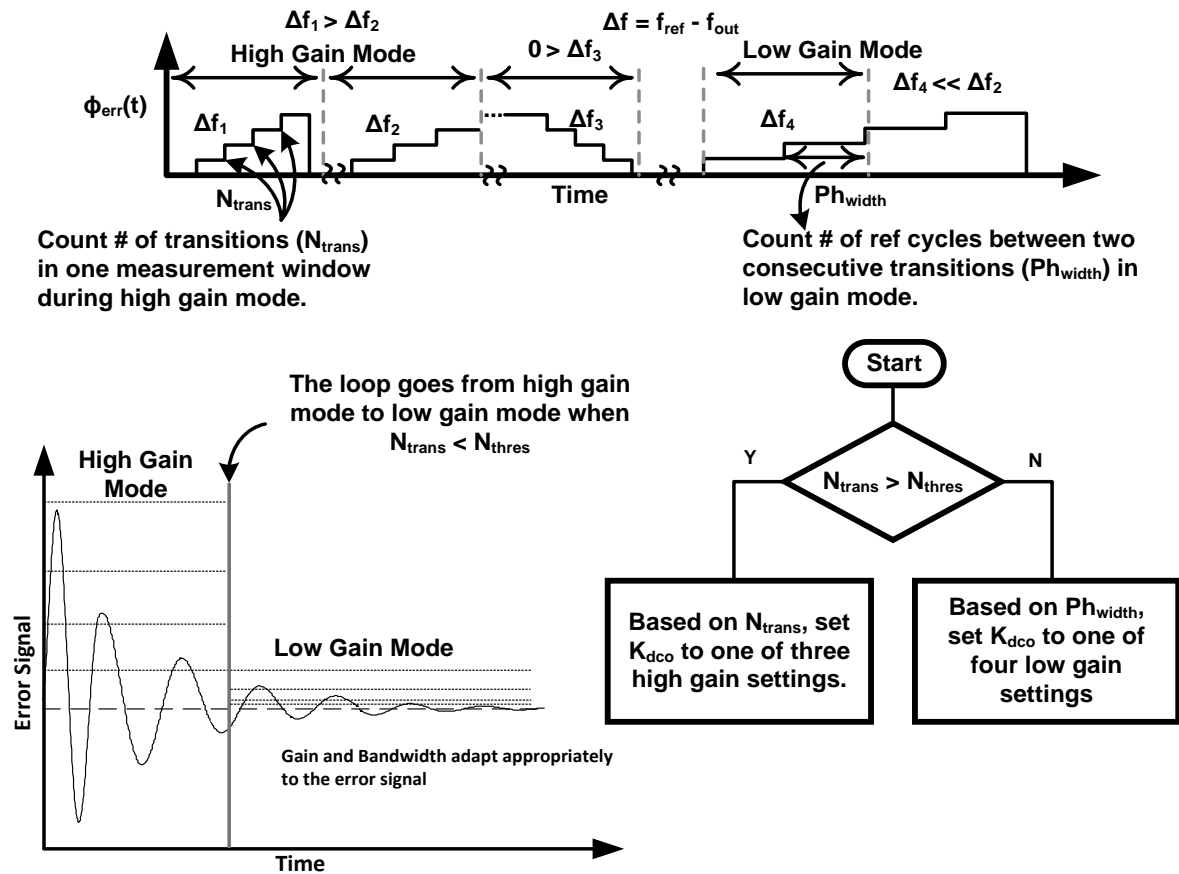 Δf₁ > Δf₂
Δf = f_ref - f_out
High Gain Mode
0 > Δf₃
Low Gain Mode
Δf₄ << Δf₂
ϕ_err(t)
Δf₁
Δf₂
Δf₃
Δf₄
N_trans
Time
Ph_width
Count # of transitions (N_trans)
in one measurement window
during high gain mode.
Count # of ref cycles between two
consecutive transitions (Ph_width) in
low gain mode.
The loop goes from high gain
mode to low gain mode when
N_trans < N_thres
High Gain
Mode
Low Gain Mode
Error Signal
Gain and Bandwidth adapt appropriately
to the error signal
Time
Start
Y
N
N_trans > N_thres
Based on N_trans, set
K_dco to one of three
high gain settings.
Based on Ph_width,
set K_dco to one of
four low gain
settings